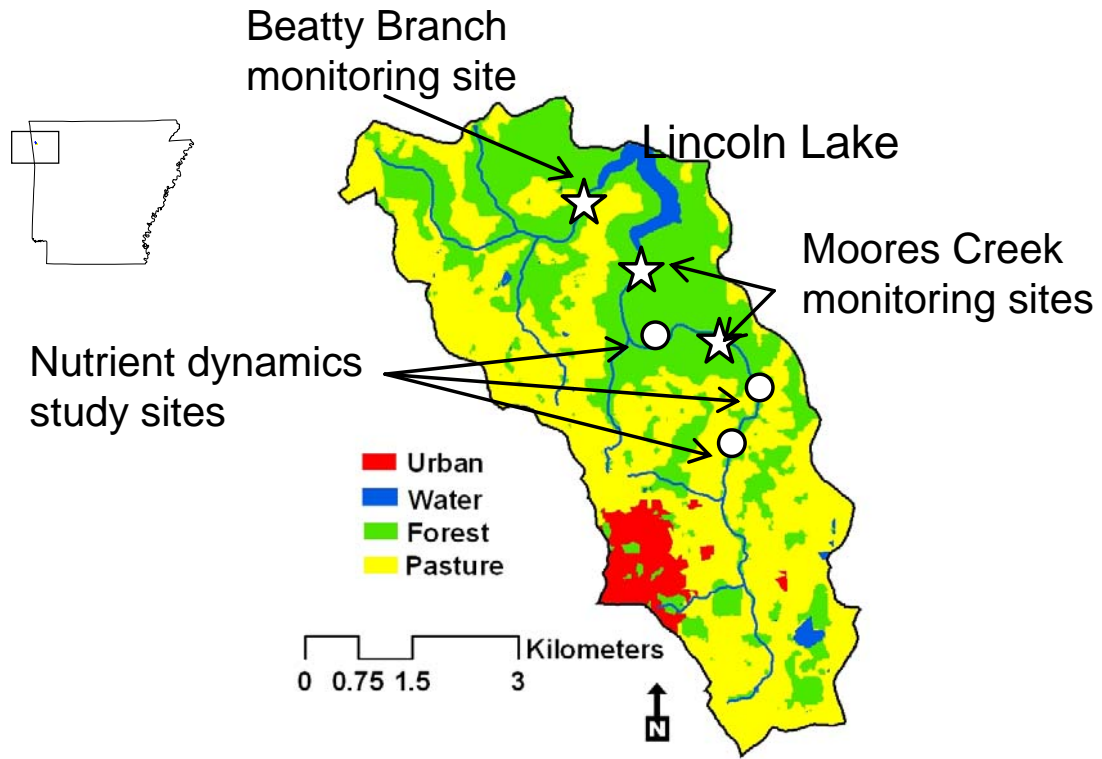 Beatty Branch
monitoring site
Lincoln Lake
Moores Creek
monitoring sites
Nutrient dynamics
study sites
Urban
Water
Forest
Pasture
Kilometers
0 0.75 1.5 3
N